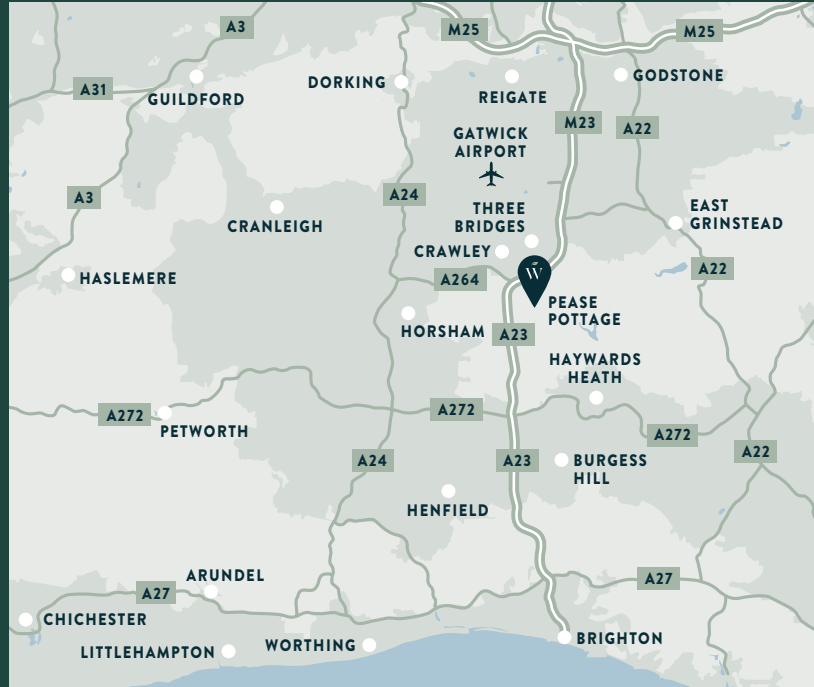 A3
M25
M25
DORKING
GODSTONE
A31
GUILDFORD
REIGATE
M23
A22
GATWICK
AIRPORT
A3
A24
THREE
BRIDGES
EAST
GRINSTEAD
CRANLEIGH
CRAWLEY
A264
W
A22
HASLEMERE
PEASE
POTTAGE
HORSHAM
A23
HAYWARDS
HEATH
A272
PETWORTH
A272
A272
A22
A24
A23
BURGESS
HILL
HENFIELD
ARUNDEL
A27
A27
CHICHESTER
LITTLEHAMPTON
WORTHING
BRIGHTON